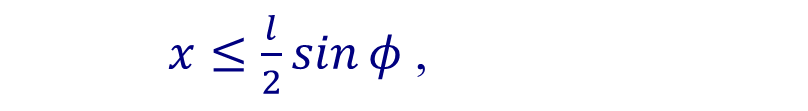 x ≤ l/2 sin ϕ ,